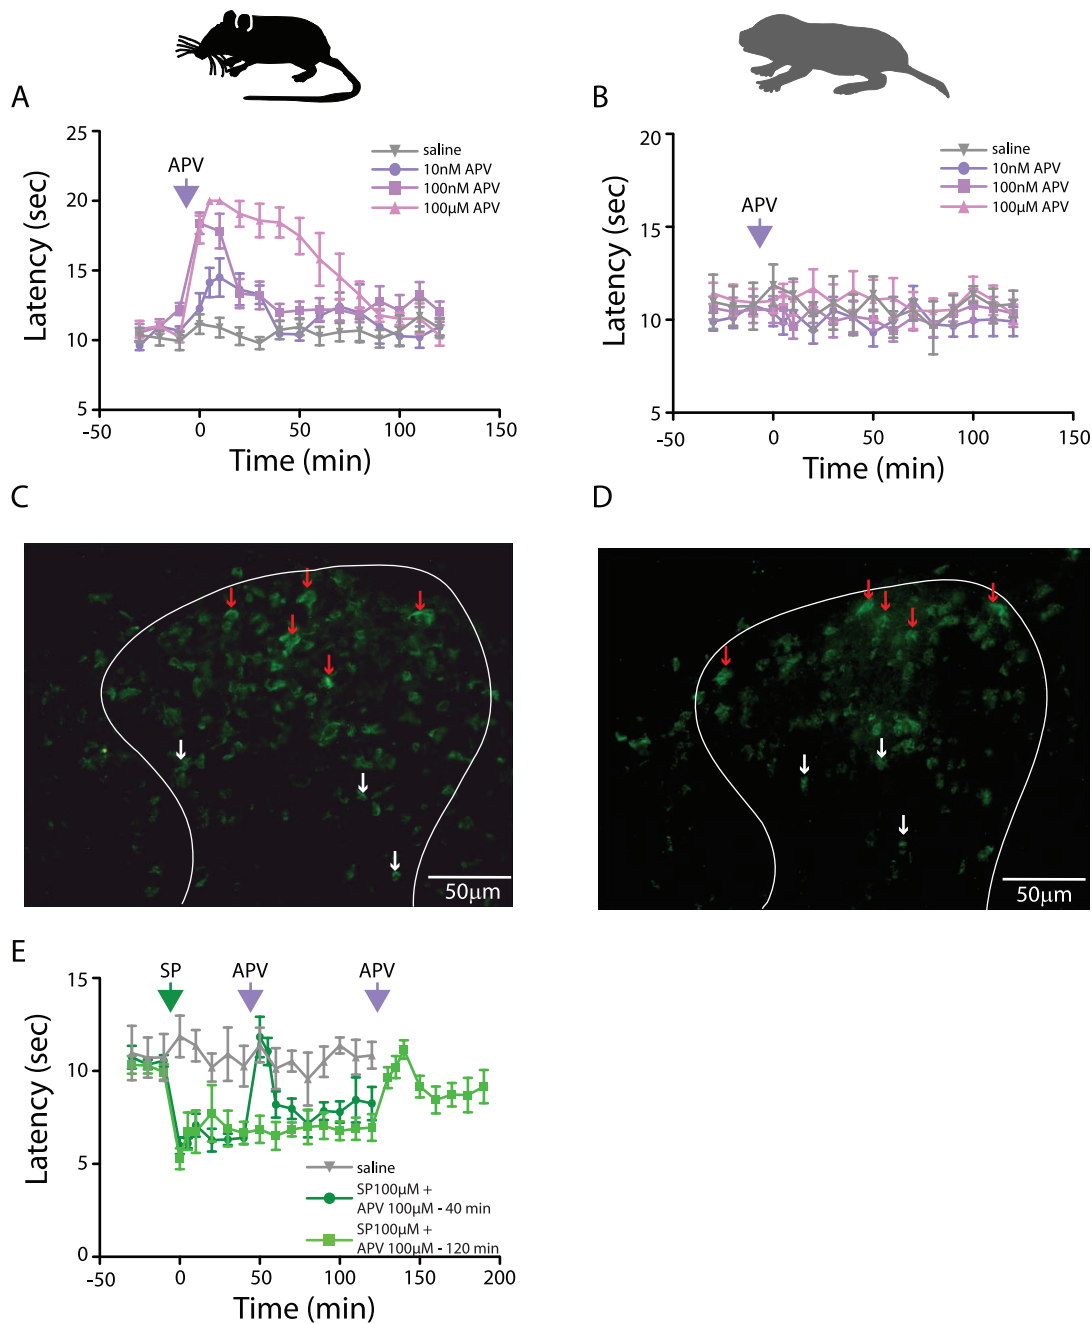 A
25
20
15
10
5
-50
0
50
100
150
Latency (sec)
Time (min)
APV
saline
10nM APV
100nM APV
100µM APV
B
20
15
10
5
-50
0
50
100
150
Latency (sec)
Time (min)
APV
saline
10nM APV
100nM APV
100µM APV
C
50µm
D
50µm
E
15
10
5
0
-50
0
50
100
150
200
Latency (sec)
Time (min)
SP
APV
APV
saline
SP100µM +
APV 100µM - 40 min
SP100µM +
APV 100µM - 120 min